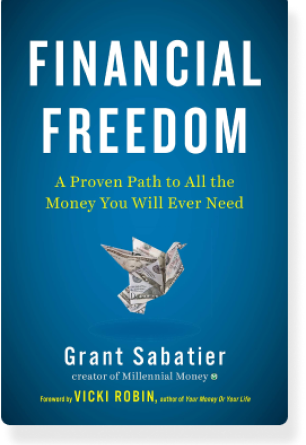 FINANCIAL
FREEDOM
A Proven Path to All the
Money You Will Ever Need
Grant Sabatier
creator of Millennial Money
Foreword by VICKI ROBIN, author of Your Money Or Your Life